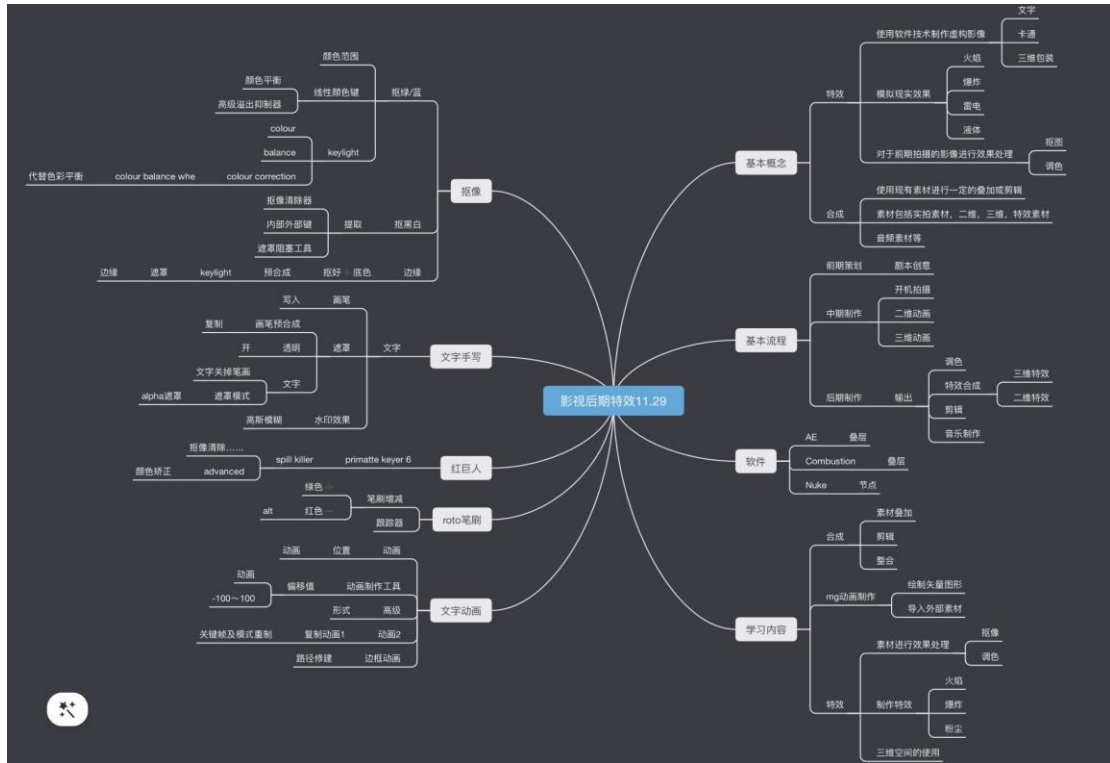 影视后期特效11.29
基本概念
特效
使用软件技术制作虚构影像
文字
卡通
三维包装
模拟现实效果
火焰
爆炸
雷电
液体
对于前期拍摄的影像进行效果处理
抠图
调色
合成
使用现有素材进行一定的叠加或剪辑
素材包括实拍素材，二维，三维，特效素材
音频素材等
基本流程
前期策划
剧本创意
中期制作
开机拍摄
二维动画
三维动画
后期制作
输出
调色
特效合成
三维特效
二维特效
剪辑
音乐制作
软件
AE
叠层
Combustion
叠层
Nuke
节点
学习内容
合成
素材叠加
剪辑
整合
mg动画制作
绘制矢量图形
导入外部素材
特效
素材进行效果处理
抠像
调色
制作特效
火焰
爆炸
粉尘
三维空间的使用
抠像
抠绿/蓝
颜色范围
线性颜色键
颜色平衡
高级溢出抑制器
keylight
colour
balance
colour correction
colour balance whe
代替色彩平衡
抠黑白
提取
抠像清除器
内部外部键
遮罩阻塞工具
边缘
抠好＋底色
预合成
keylight
遮罩
边缘
文字手写
文字
画笔
写入
遮罩
画笔预合成
复制
透明
开
文字
文字关掉笔画
遮罩模式
alpha遮罩
水印效果
高斯模糊
红巨人
primatte keyer 6
spill killer
抠像清除……
advanced
颜色矫正
roto笔刷
笔刷增减
绿色＋
红色—
alt
跟踪器
文字动画
动画
位置
动画
动画制作工具
偏移值
动画
-100～100
高级
形式
动画2
复制动画1
关键帧及模式重制
边框动画
路径修建